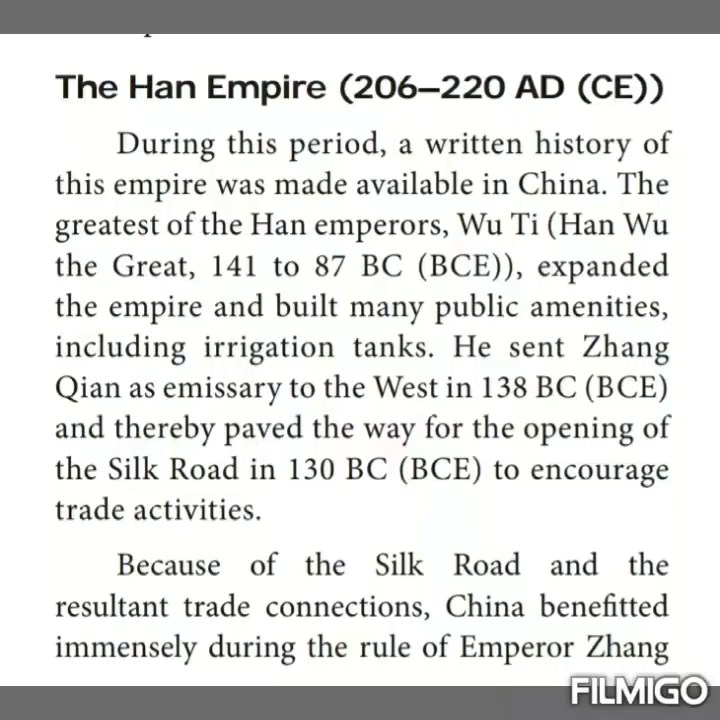 The Han Empire (206–220 AD (CE))
During this period, a written history of
this empire was made available in China. The
greatest of the Han emperors, Wu Ti (Han Wu
the Great, 141 to 87 BC (BCE)), expanded
the empire and built many public amenities,
including irrigation tanks. He sent Zhang
Qian as emissary to the West in 138 BC (BCE)
and thereby paved the way for the opening of
the Silk Road in 130 BC (BCE) to encourage
trade activities.
Because of the Silk Road and the
resultant trade connections, China benefitted
immensely during the rule of Emperor Zhang
FILMIGO